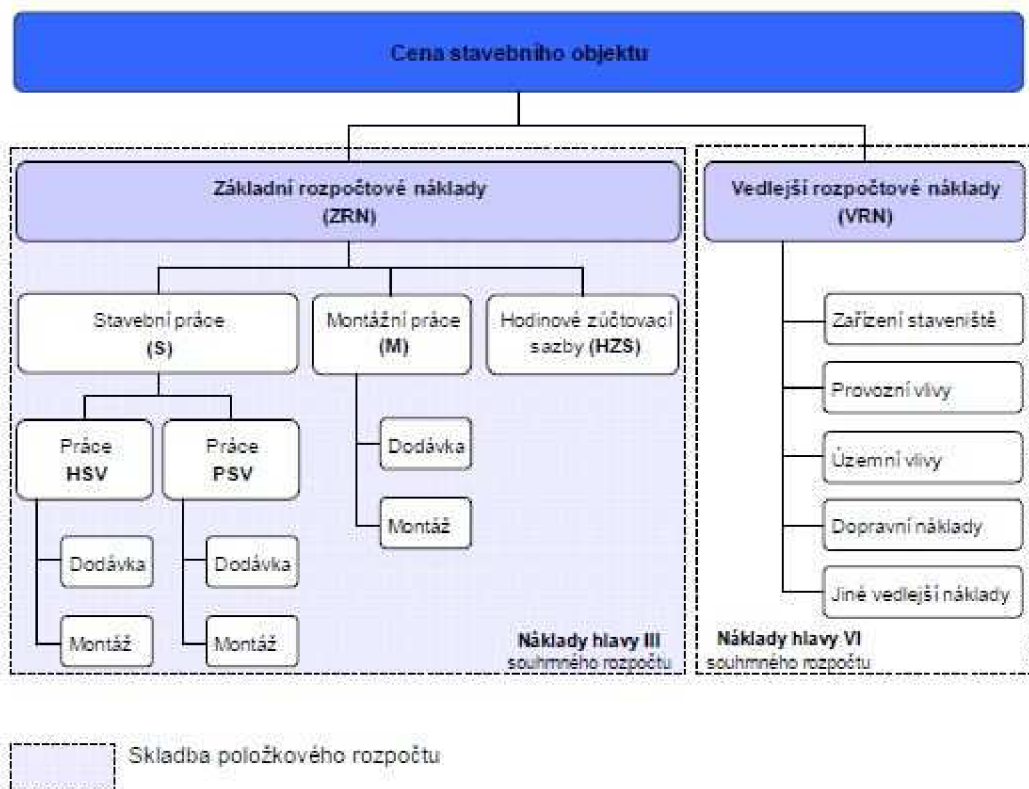 Cena stavebního objektu
Základní rozpočtové náklady
(ZRN)
Vedlejší rozpočtové náklady
(VRN)
Stavební práce
(S)
Montážní práce
(M)
Hodinové zúčtovací
sazby (HZS)
Práce
HSV
Práce
PSV
Dodávka
Montáž
Dodávka
Montáž
Dodávka
Montáž
Náklady hlavy III
souhrnného rozpočtu
Zařízení staveniště
Provozní vlivy
Územní vlivy
Dopravní náklady
Jiné vedlejší náklady
Náklady hlavy VI
souhrnného rozpočtu
Skladba položkového rozpočtu